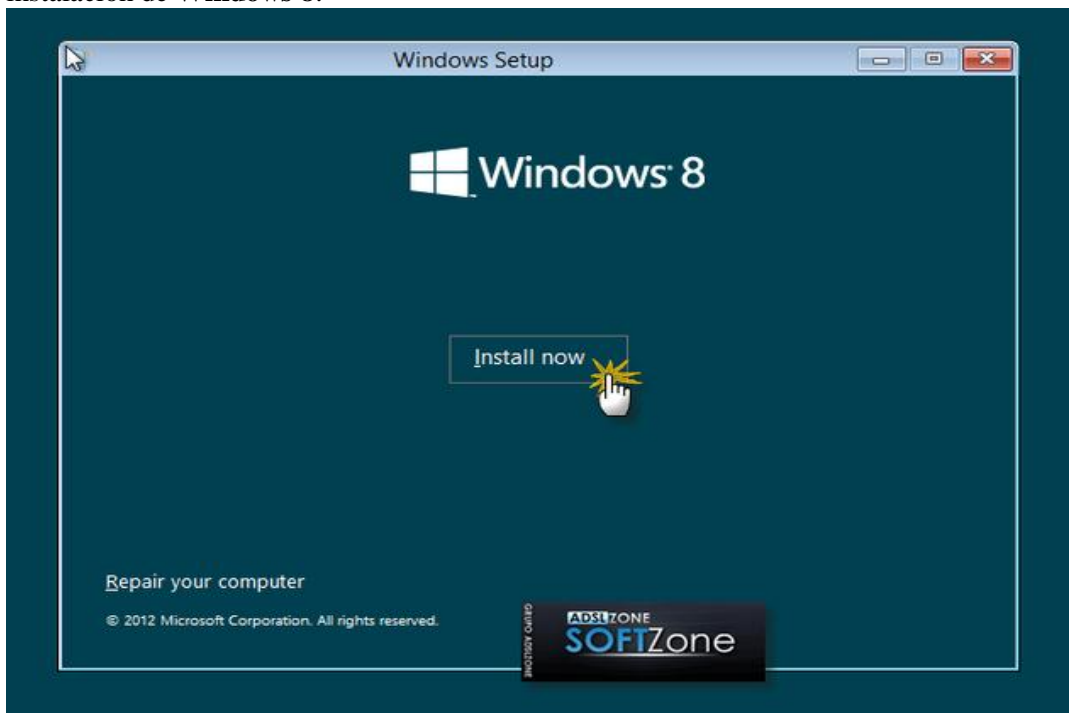 instalación de Windows 8.
Windows Setup
Windows 8
Install now
Repair your computer
© 2012 Microsoft Corporation. All rights reserved.
GRUPO ADSLZONE
ADSLZONE
SOFTZone